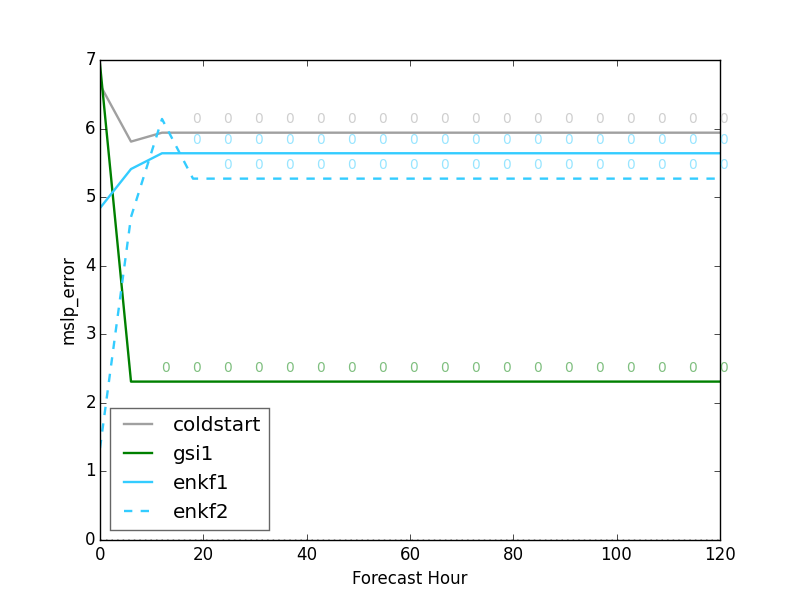 7
0 0 0 0 0 0 0 0 0 0 0 0 0 0 0 0 0 0
6
0 0 0 0 0 0 0 0 0 0 0 0 0 0 0 0 0 0
0 0 0 0 0 0 0 0 0 0 0 0 0 0 0 0 0
5
4
mslp_error
3
0 0 0 0 0 0 0 0 0 0 0 0 0 0 0 0 0 0 0
2
coldstart
gsi1
1
enkf1
enkf2
0
0 20 40 60 80 100 120
Forecast Hour